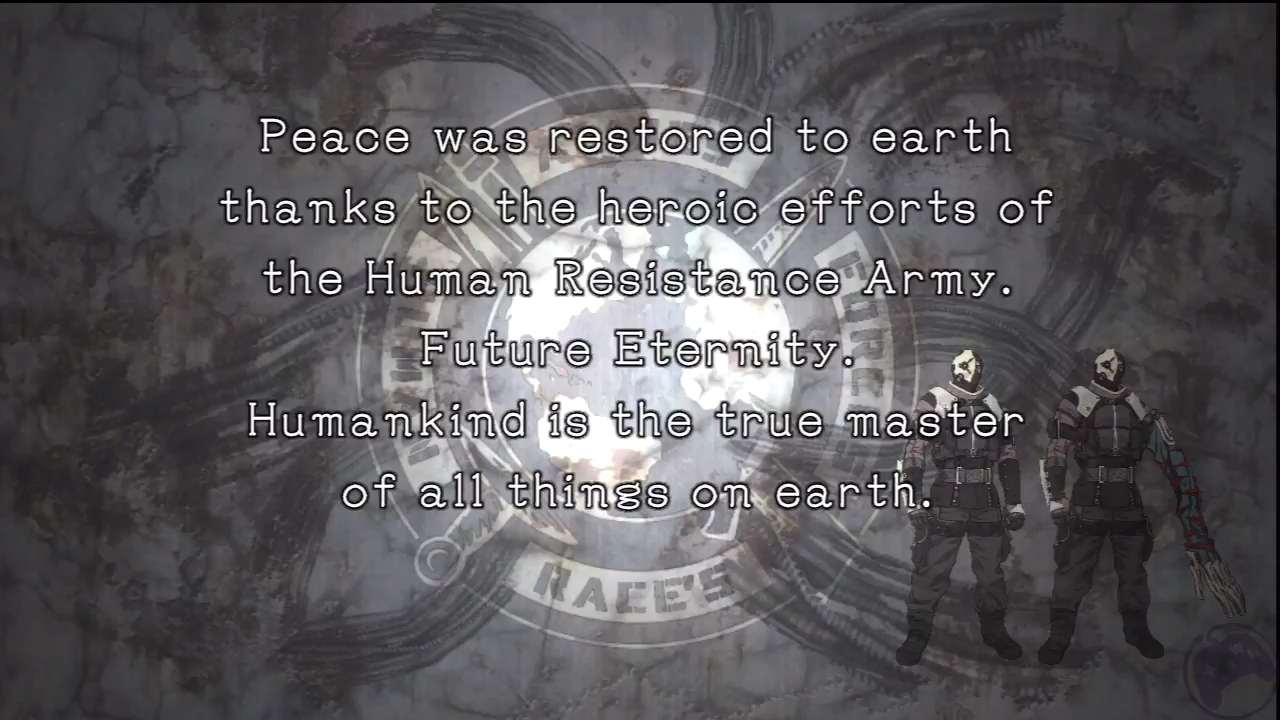 Peace was restored to earth
thanks to the heroic efforts of
the Human Resistance Army.
Future Eternity.
Humankind is the true master
of all things on earth.
RACE'S